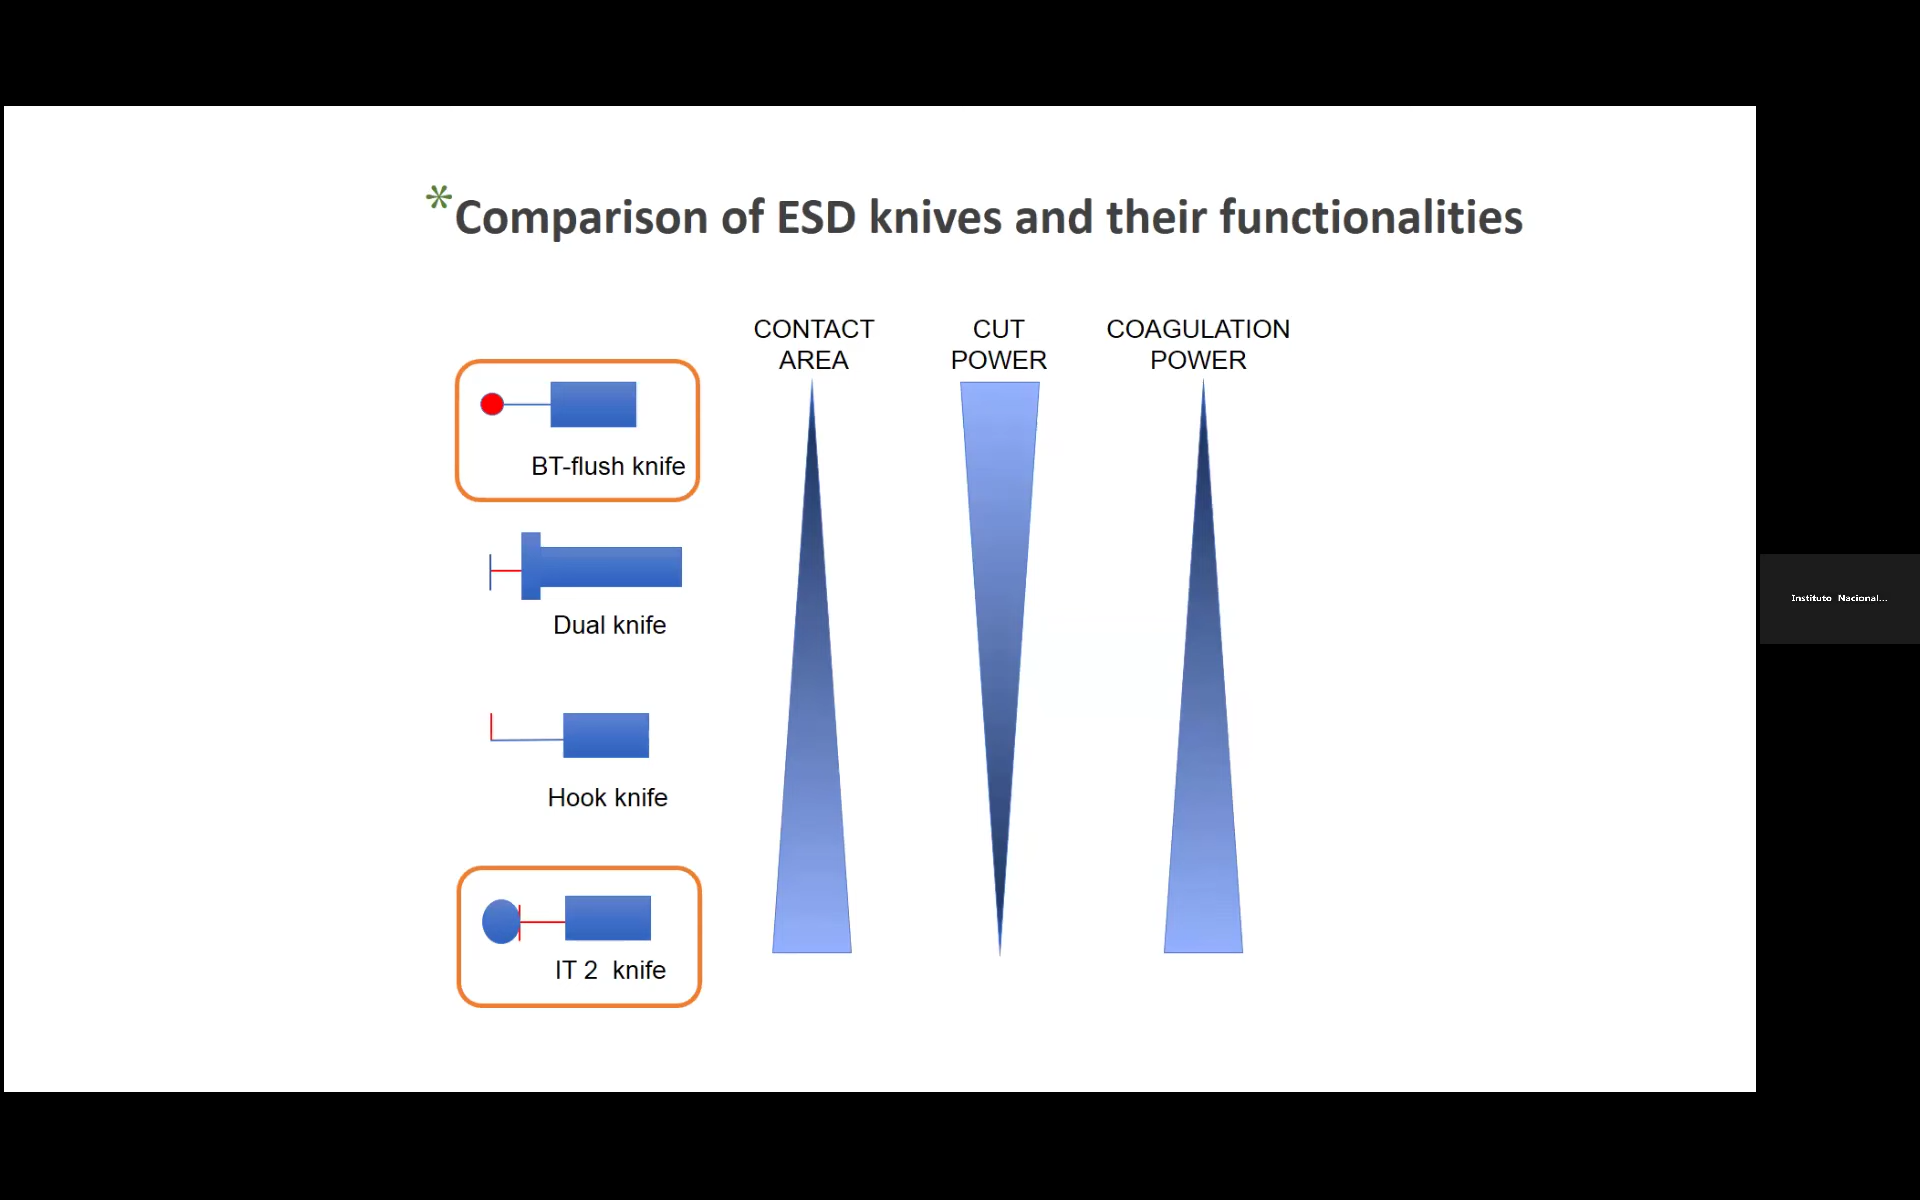 *Comparison of ESD knives and their functionalities
CONTACT
AREA
CUT
POWER
COAGULATION
POWER
BT-flush knife
Dual knife
Hook knife
IT 2 knife
Instituto Nacional...